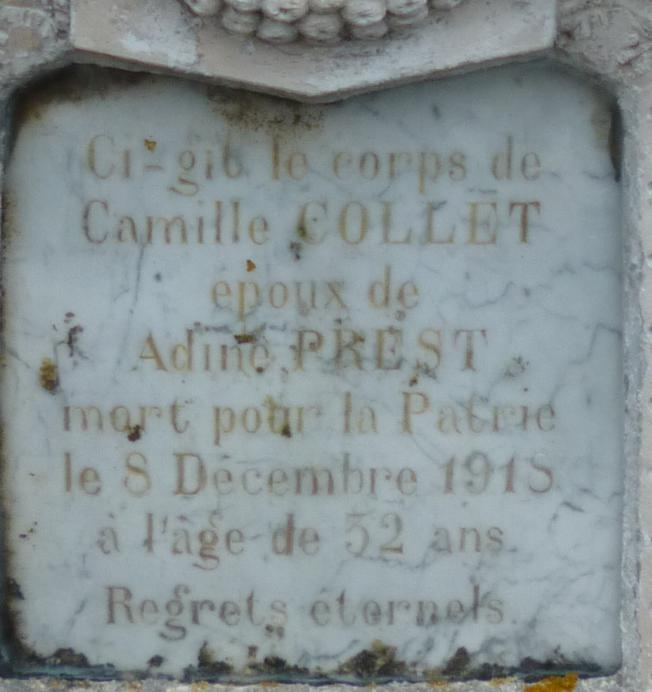 Ci-gît le corps de
Camille COLLET
époux de
Adine PREST
mort pour la Patrie
le 8 Décembre 1918
à l'âge de 32 ans
Regrets éternels.